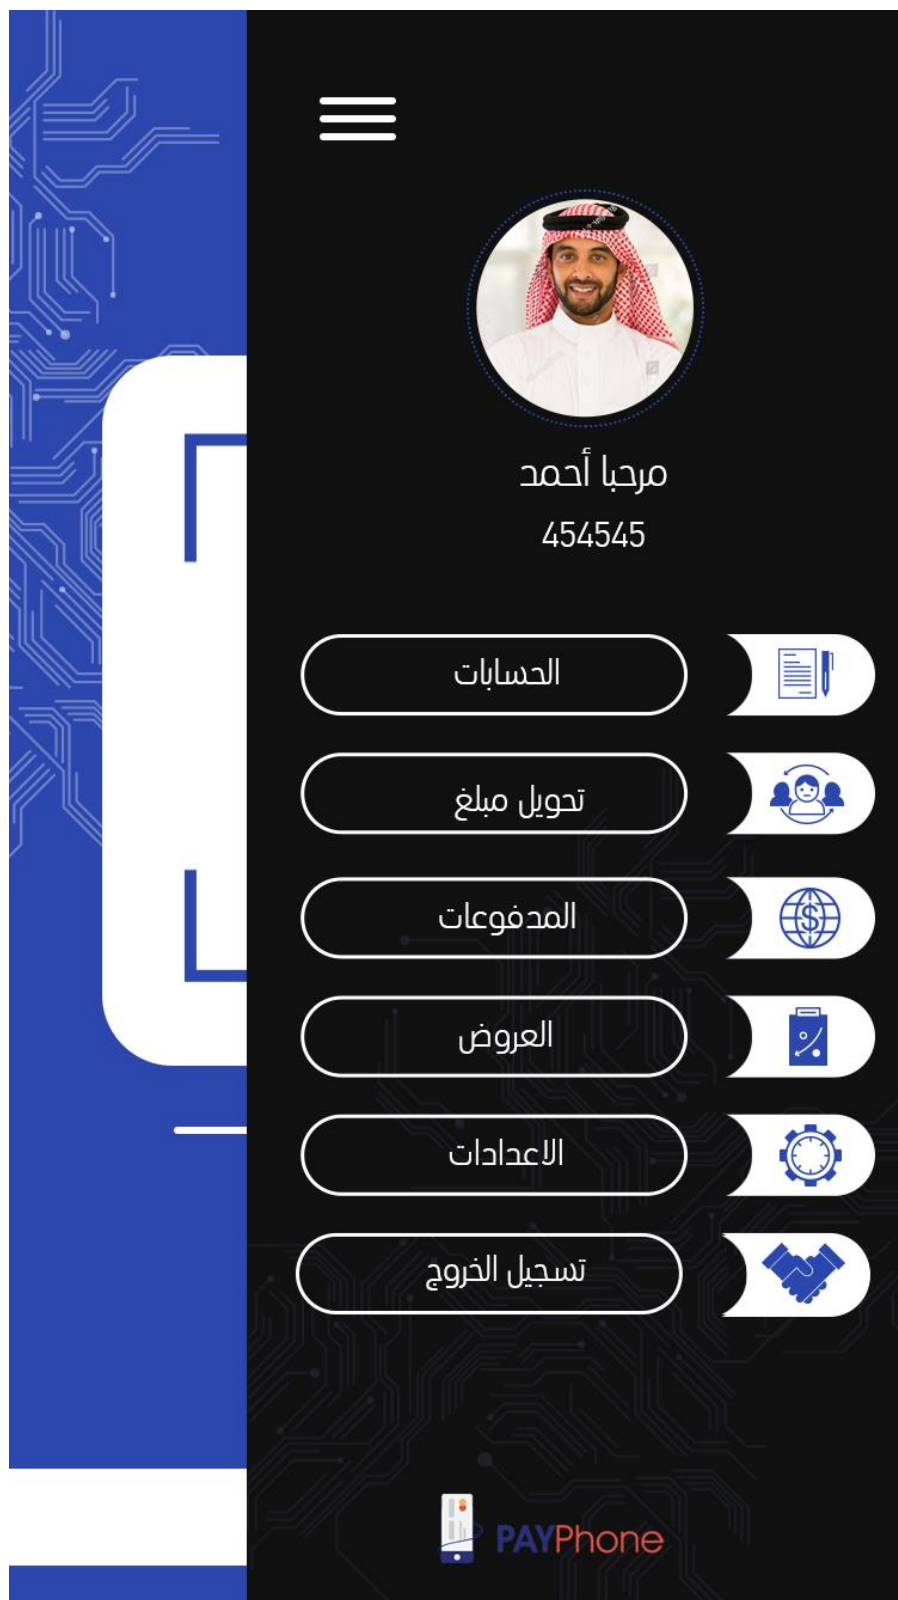 مرحبا أحمد
454545
الحسابات
تحويل مبلغ
المدفوعات
العروض
الاعدادات
تسجيل الخروج
PAYPhone